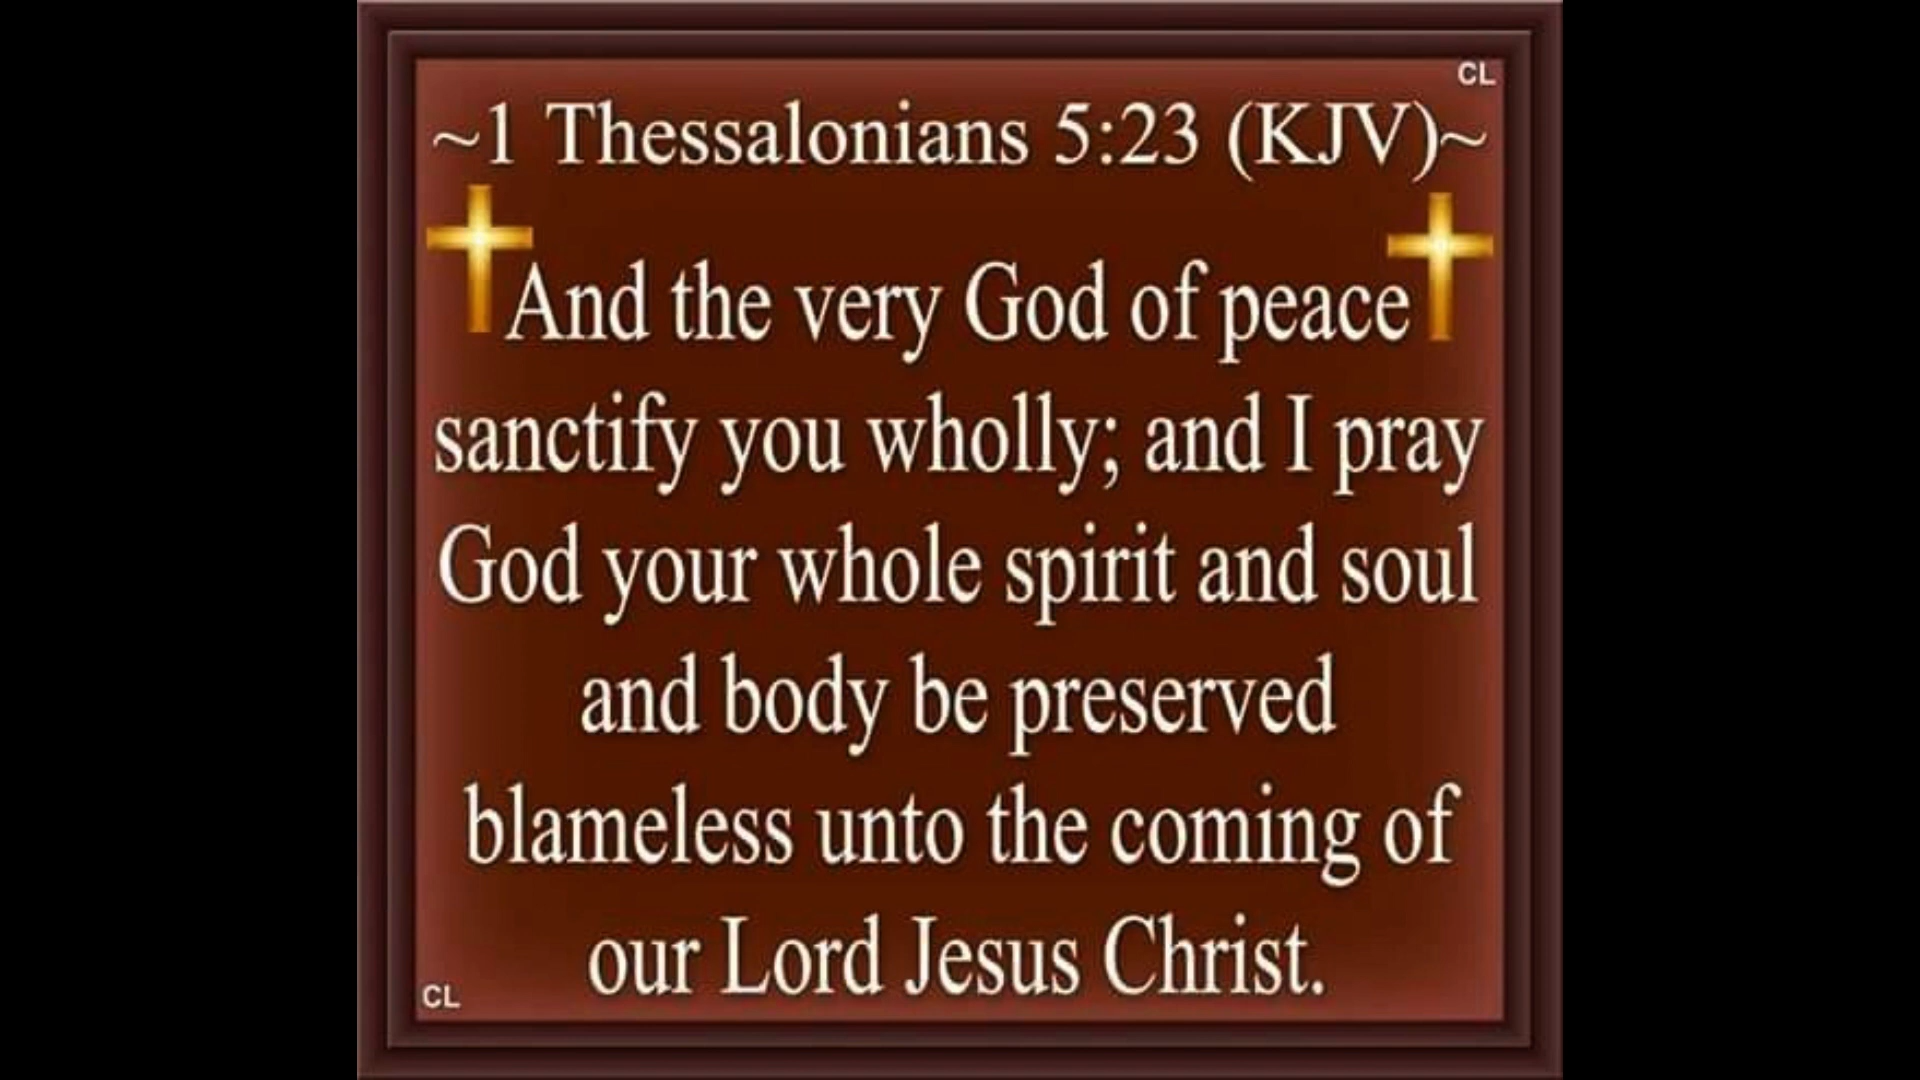 CL
~1 Thessalonians 5:23 (KJV)~
And the very God of peace
sanctify you wholly; and I pray
God your whole spirit and soul
and body be preserved
blameless unto the coming of
our Lord Jesus Christ.
CL